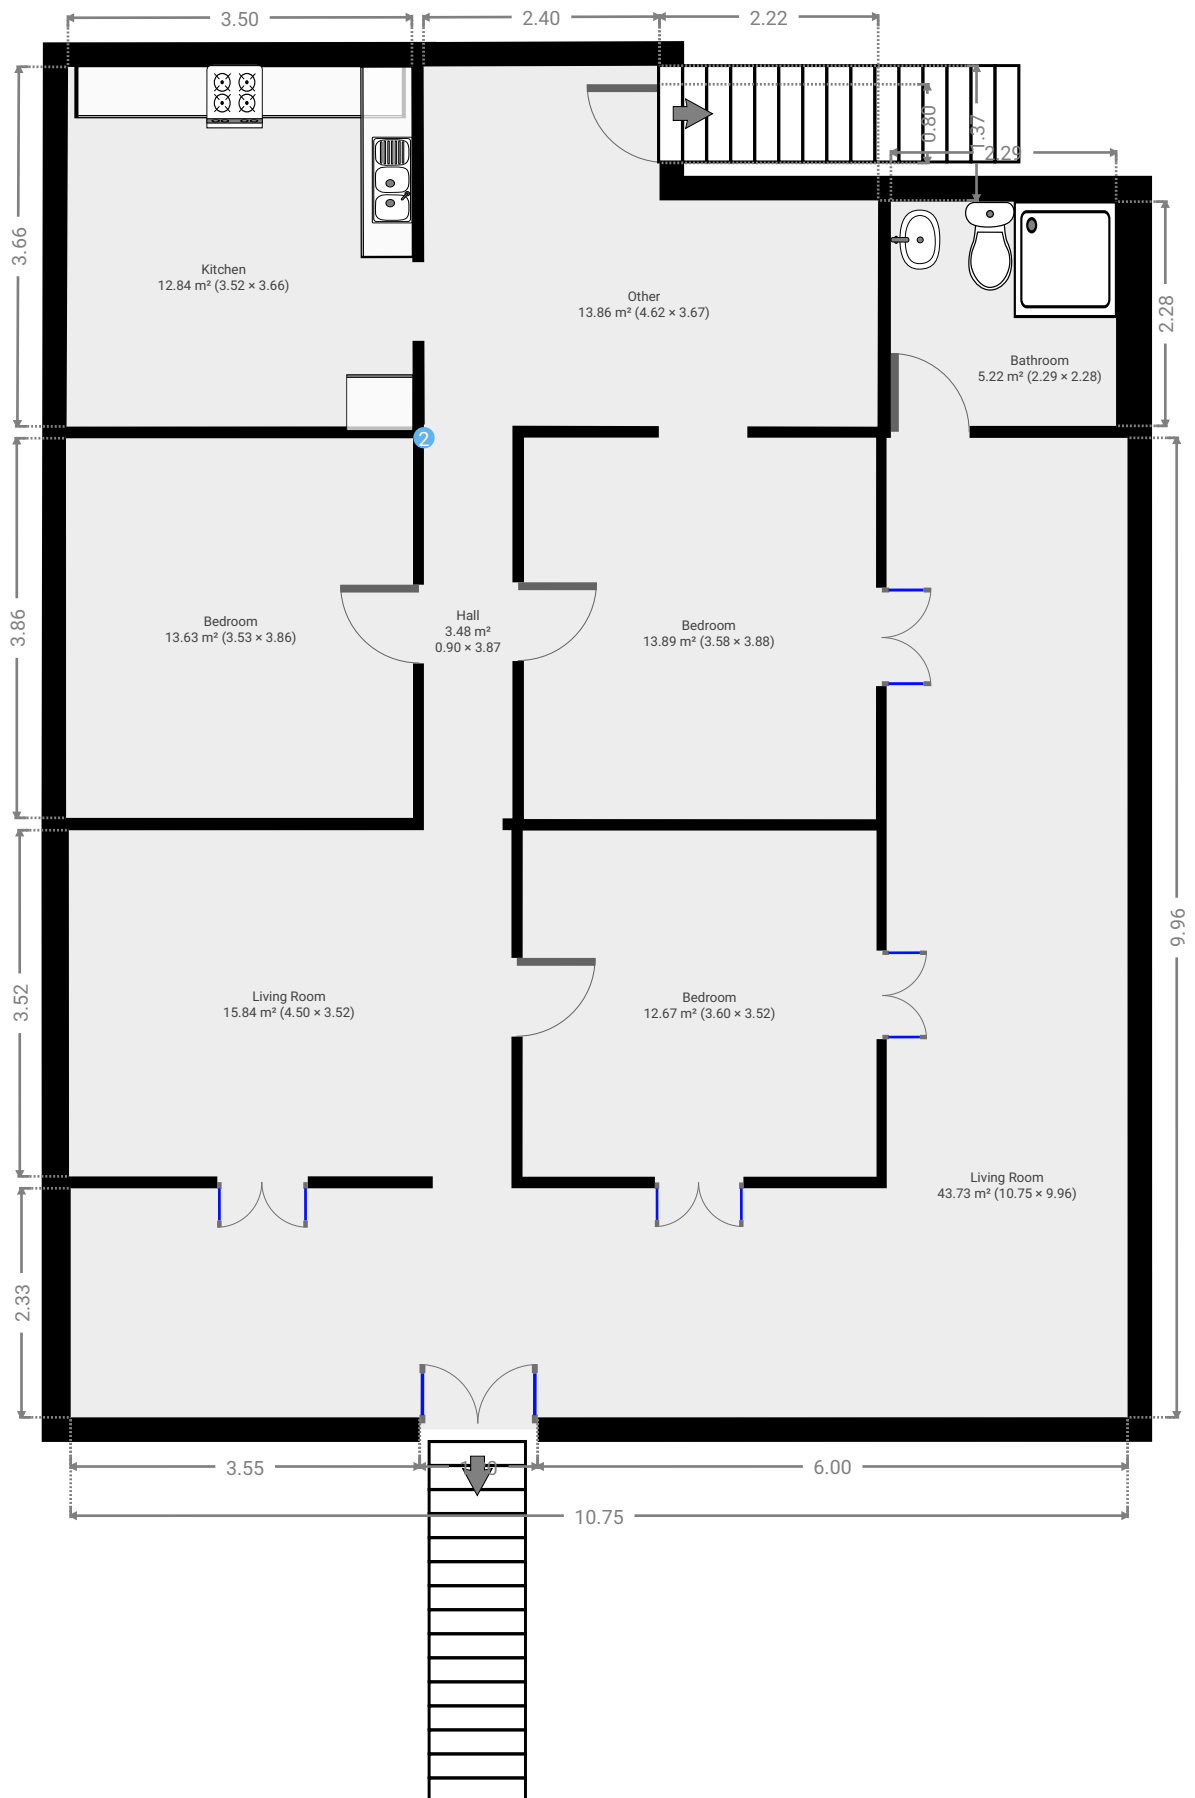 3.50
2.40
2.22
0.80
1.37
2.29
3.66
Kitchen
12.84 m² (3.52 × 3.66)
Other
13.86 m² (4.62 × 3.67)
2.28
Bathroom
5.22 m² (2.29 × 2.28)
2
3.86
Bedroom
13.63 m² (3.53 × 3.86)
Hall
3.48 m²
0.90 × 3.87
Bedroom
13.89 m² (3.58 × 3.88)
9.96
3.52
Living Room
15.84 m² (4.50 × 3.52)
Bedroom
12.67 m² (3.60 × 3.52)
Living Room
43.73 m² (10.75 × 9.96)
2.33
3.55
6.00
10.75